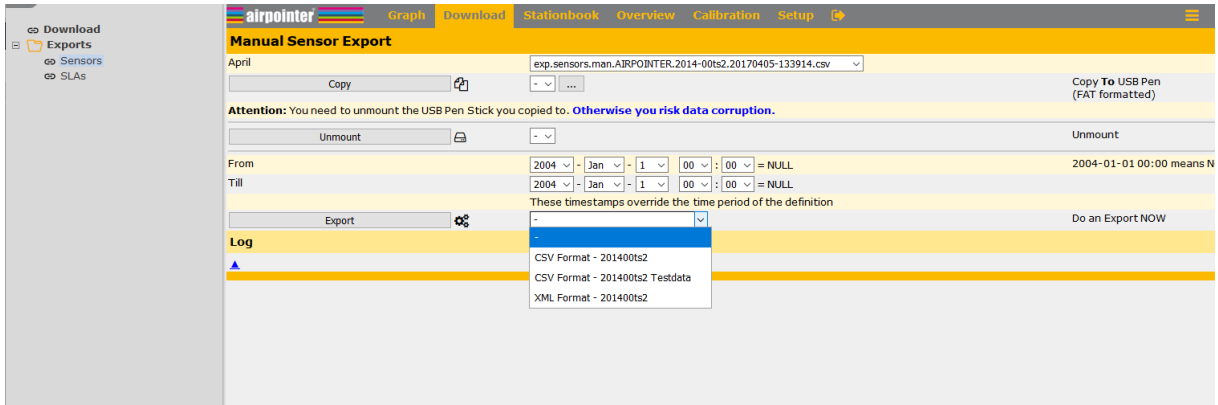 airpointer Graph Download Stationbook Overview Calibration Setup
Download
Exports
Sensors
SLAs
Manual Sensor Export
April exp.sensors.man.AIRPOINTER.2014-00ts2.20170405-133914.csv
Copy - ... Copy To USB Pen
(FAT formatted)
Attention: You need to unmount the USB Pen Stick you copied to. Otherwise you risk data corruption.
Unmount - Unmount
From 2004 - Jan - 1 00 : 00 = NULL 2004-01-01 00:00 means N
Till 2004 - Jan - 1 00 : 00 = NULL
These timestamps override the time period of the definition
Export - Do an Export NOW
-
Log
CSV Format - 201400ts2
CSV Format - 201400ts2 Testdata
XML Format - 201400ts2